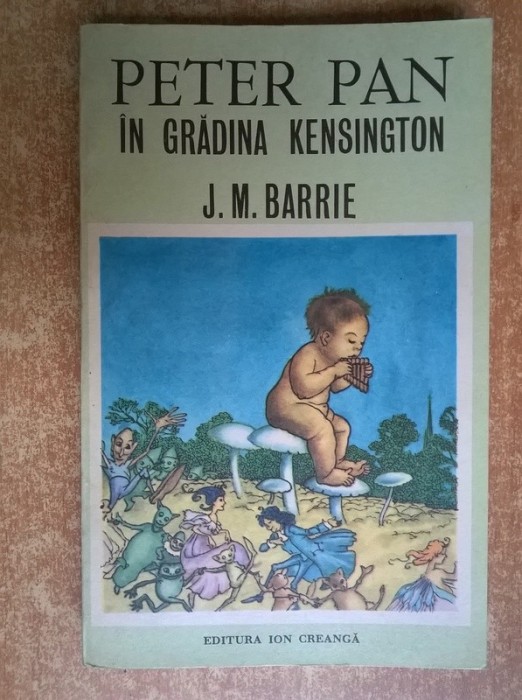 PETER PAN
ÎN GRĂDINA KENSINGTON
J. M. BARRIE
EDITURA ION CREANGĂ